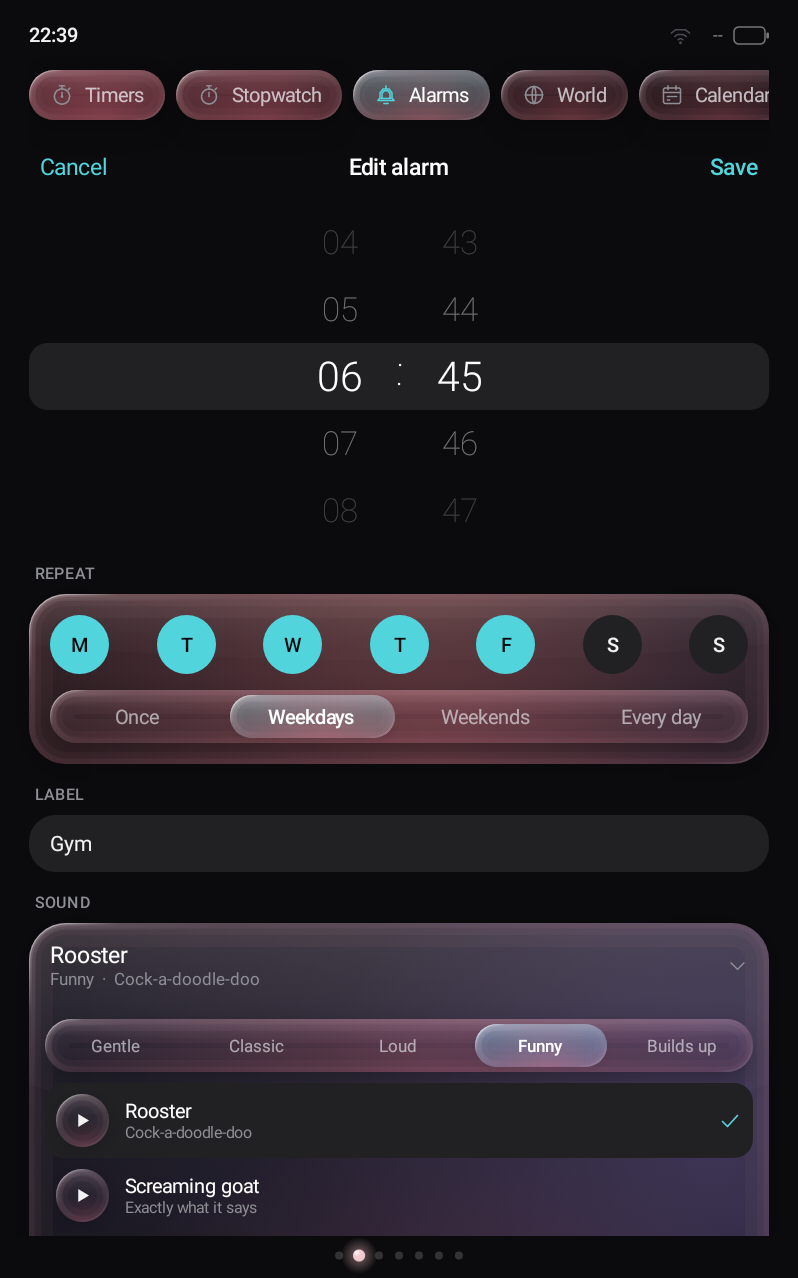 22:39
--
Timers Stopwatch Alarms World Calendar
Cancel Edit alarm Save
04 43
05 44
06 : 45
07 46
08 47
REPEAT
M T W T F S S
Once Weekdays Weekends Every day
LABEL
Gym
SOUND
Rooster
Funny · Cock-a-doodle-doo
Gentle Classic Loud Funny Builds up
Rooster
Cock-a-doodle-doo
Screaming goat
Exactly what it says